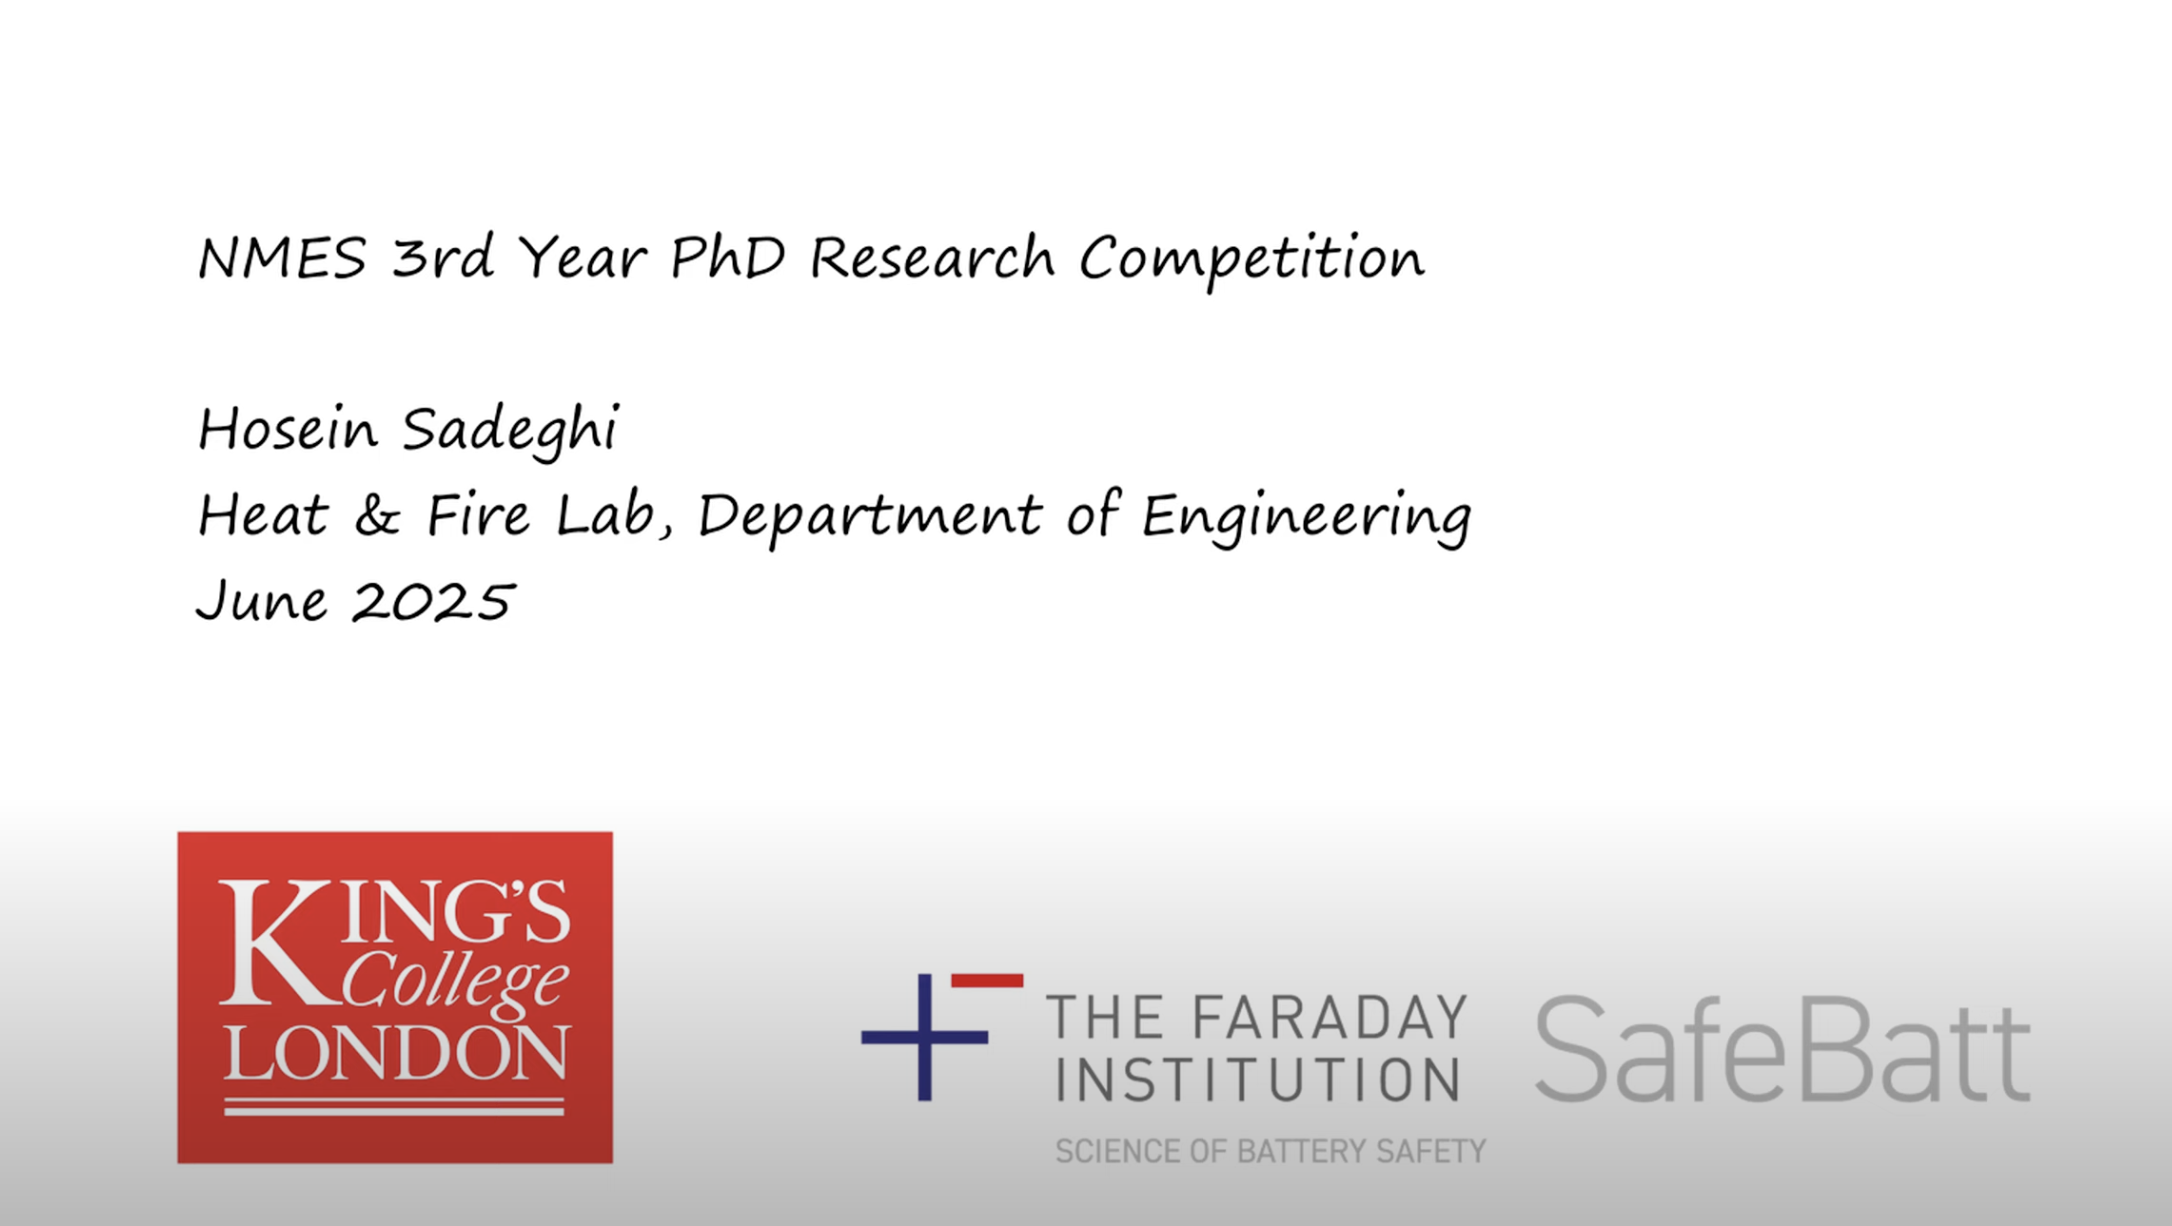 NMES 3rd Year PhD Research Competition
Hosein Sadeghi
Heat & Fire Lab, Department of Engineering
June 2025
KING'S
College
LONDON
THE FARADAY
INSTITUTION
SCIENCE OF BATTERY SAFETY
SafeBatt